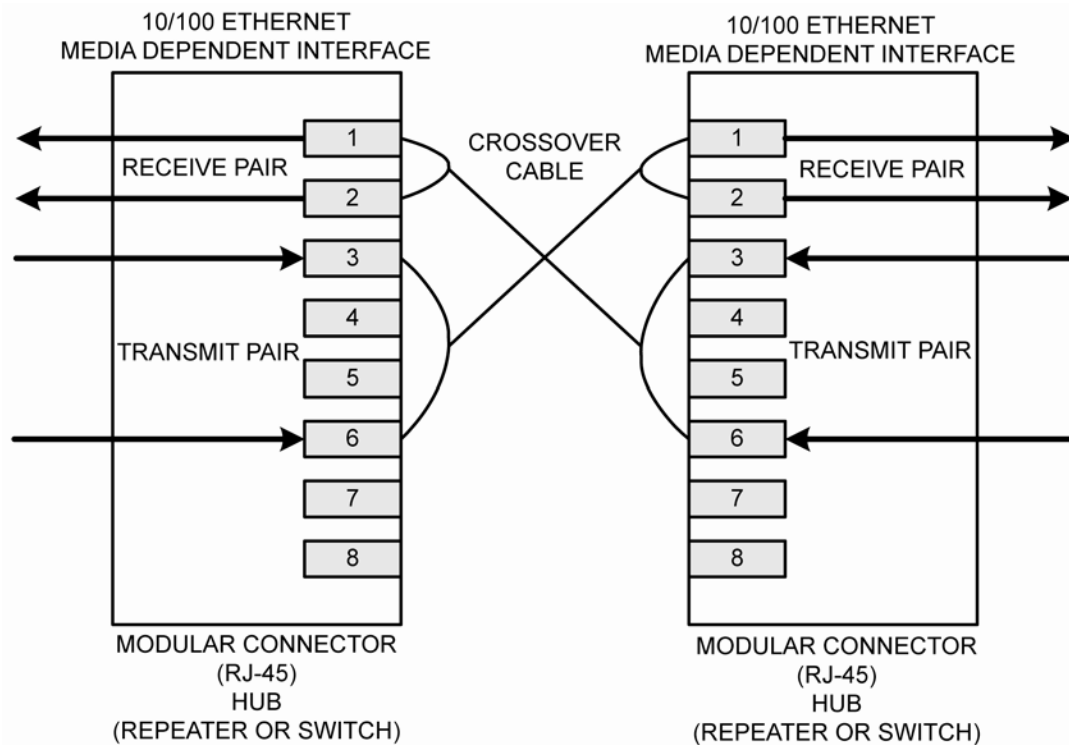 10/100 ETHERNET
MEDIA DEPENDENT INTERFACE
10/100 ETHERNET
MEDIA DEPENDENT INTERFACE
1
RECEIVE PAIR
2
3
4
TRANSMIT PAIR
5
6
7
8
CROSSOVER
CABLE
1
RECEIVE PAIR
2
3
4
TRANSMIT PAIR
5
6
7
8
MODULAR CONNECTOR
(RJ-45)
HUB
(REPEATER OR SWITCH)
MODULAR CONNECTOR
(RJ-45)
HUB
(REPEATER OR SWITCH)